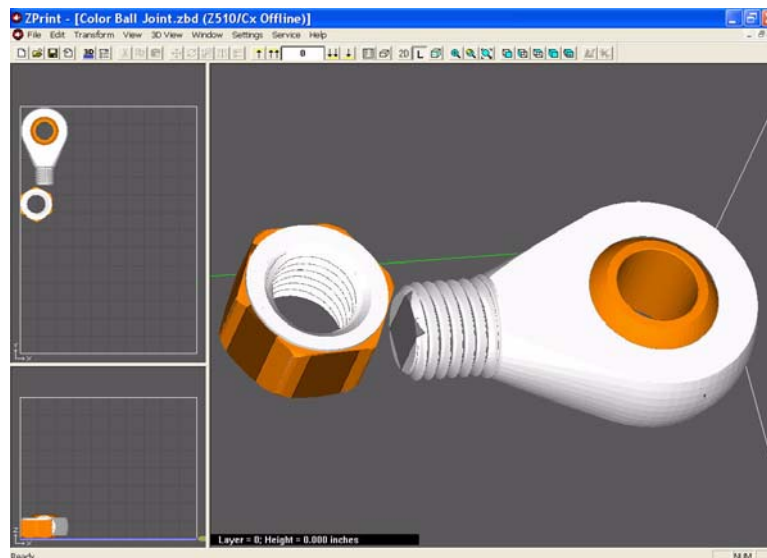 ZPrint - [Color Ball Joint.zbd (Z510/Cx Offline)]
File Edit Transform View 3D View Window Settings Service Help
0 2D L
Y
X
Z
X
Layer = 0; Height = 0.000 inches
Ready
NUM